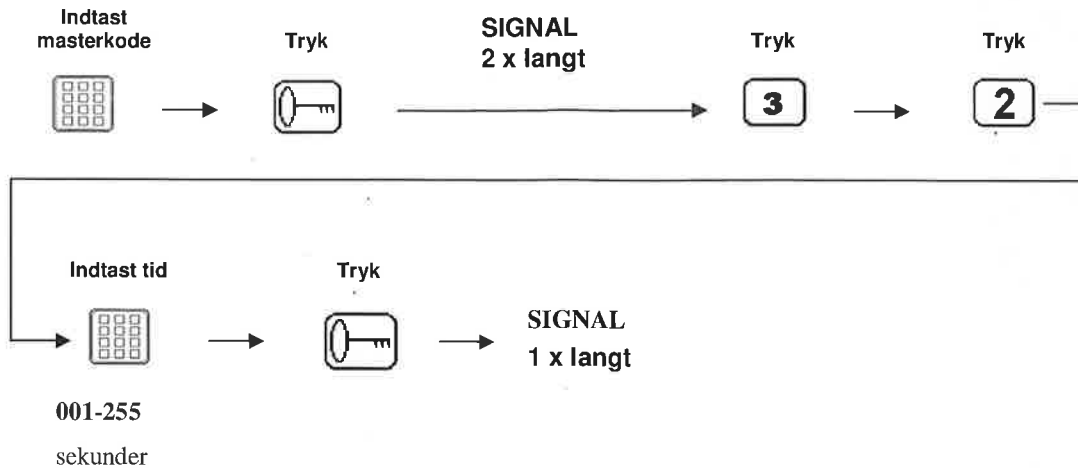 Indtast
masterkode
Tryk
SIGNAL
2 x langt
Tryk
3
Tryk
2
Indtast tid
001-255
sekunder
Tryk
SIGNAL
1 x langt